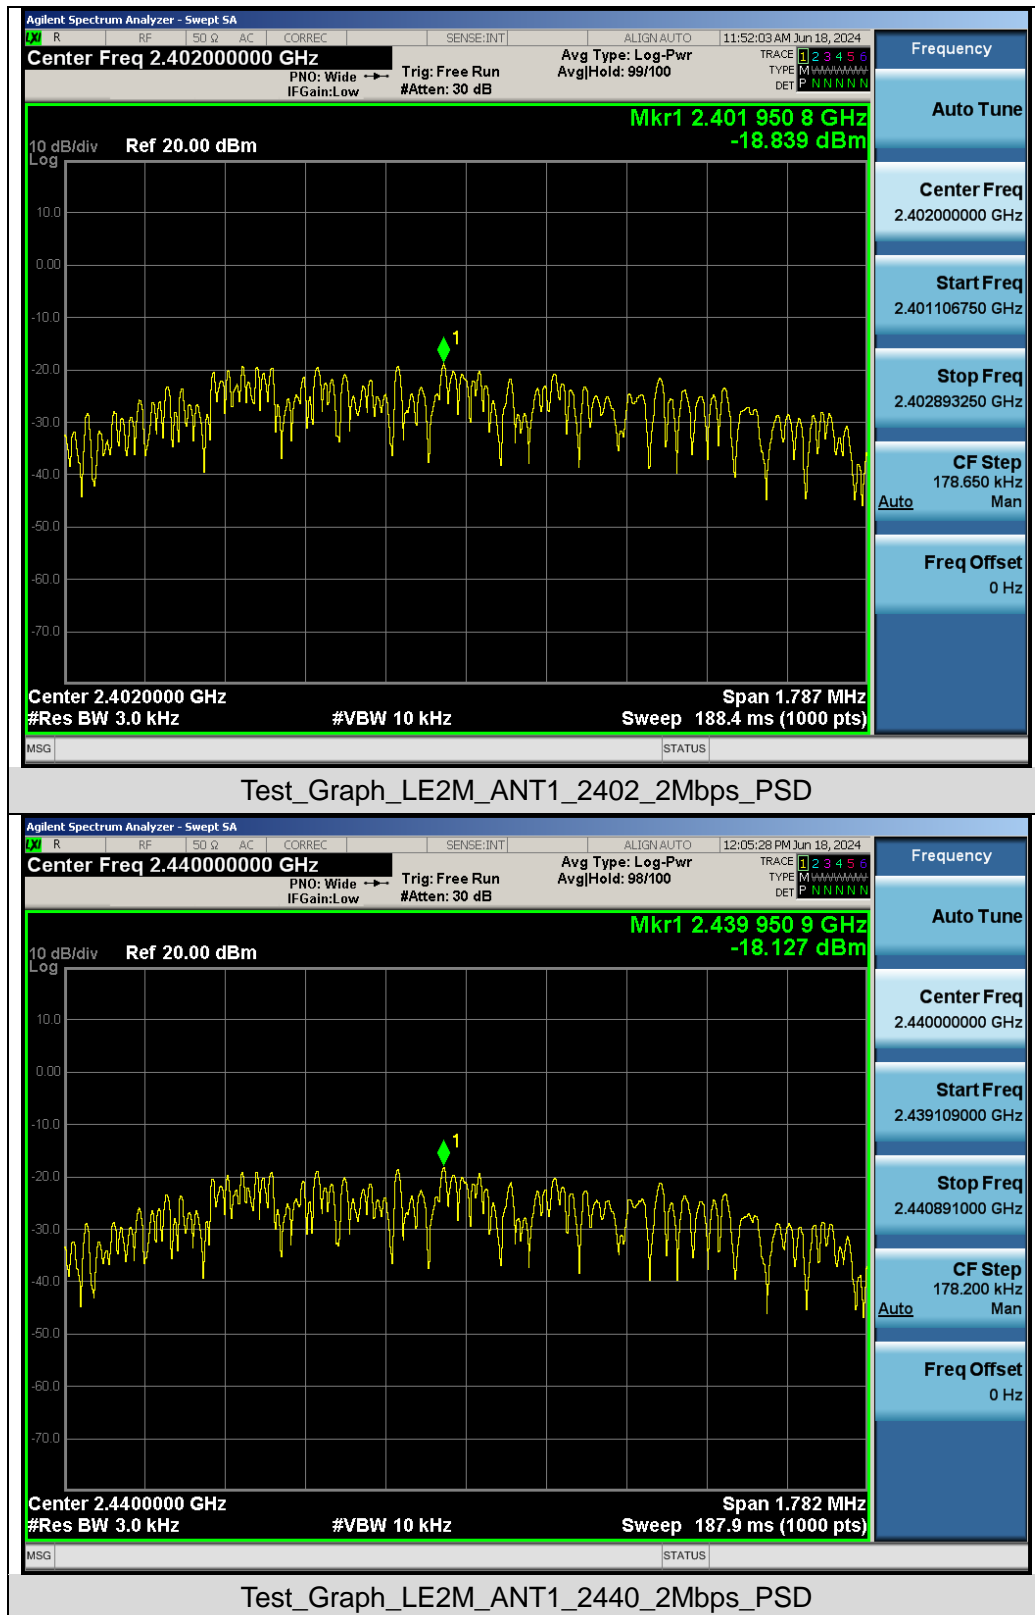 Agilent Spectrum Analyzer - Swept SA
LXI R RF 50 Ω AC CORREC SENSE:INT ALIGN AUTO 11:52:03 AM Jun 18, 2024
Center Freq 2.402000000 GHz
PNO: Wide
IFGain:Low
Trig: Free Run
#Atten: 30 dB
Avg Type: Log-Pwr
Avg|Hold: 99/100
TRACE 1 2 3 4 5 6
TYPE M
DET P N N N N N
Mkr1 2.401 950 8 GHz
-18.839 dBm
10 dB/div Ref 20.00 dBm
Log
10.0
0.00
-10.0
1
-20.0
-30.0
-40.0
-50.0
-60.0
-70.0
Center 2.4020000 GHz Span 1.787 MHz
#Res BW 3.0 kHz #VBW 10 kHz Sweep 188.4 ms (1000 pts)
MSG STATUS
Frequency
Auto Tune
Center Freq
2.402000000 GHz
Start Freq
2.401106750 GHz
Stop Freq
2.402893250 GHz
CF Step
178.650 kHz
Auto Man
Freq Offset
0 Hz
Test_Graph_LE2M_ANT1_2402_2Mbps_PSD
Agilent Spectrum Analyzer - Swept SA
LXI R RF 50 Ω AC CORREC SENSE:INT ALIGN AUTO 12:05:28 PM Jun 18, 2024
Center Freq 2.440000000 GHz
PNO: Wide
IFGain:Low
Trig: Free Run
#Atten: 30 dB
Avg Type: Log-Pwr
Avg|Hold: 98/100
TRACE 1 2 3 4 5 6
TYPE M
DET P N N N N N
Mkr1 2.439 950 9 GHz
-18.127 dBm
10 dB/div Ref 20.00 dBm
Log
10.0
0.00
-10.0
1
-20.0
-30.0
-40.0
-50.0
-60.0
-70.0
Center 2.4400000 GHz Span 1.782 MHz
#Res BW 3.0 kHz #VBW 10 kHz Sweep 187.9 ms (1000 pts)
MSG STATUS
Frequency
Auto Tune
Center Freq
2.440000000 GHz
Start Freq
2.439109000 GHz
Stop Freq
2.440891000 GHz
CF Step
178.200 kHz
Auto Man
Freq Offset
0 Hz
Test_Graph_LE2M_ANT1_2440_2Mbps_PSD